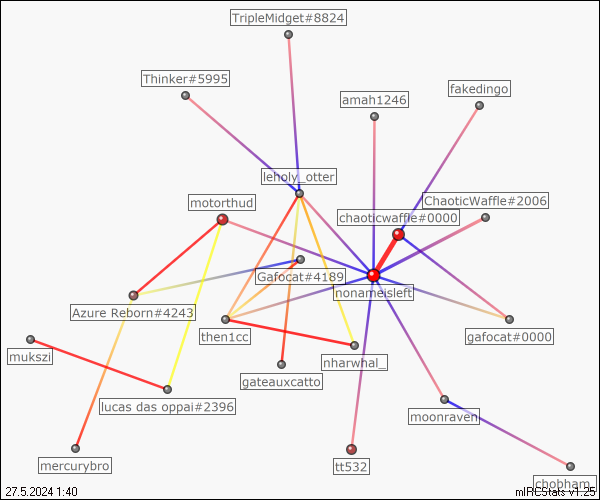 TripleMidget#8824
Thinker#5995
fakedingo
amah1246
leholy_otter
motorthud
ChaoticWaffle#2006
chaoticwaffle#0000
Gafocat#4189
nonameisleft
Azure Reborn#4243
then1cc
gafocat#0000
mukszi
nharwhal_
gateauxcatto
lucas das oppai#2396
moonraven
mercurybro
tt532
chobham_
27.5.2024 1:40
mIRCStats v1.25